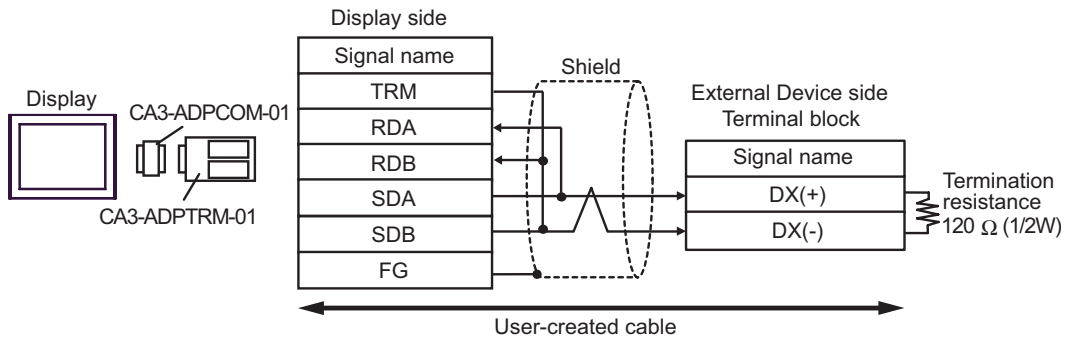 Display side
Signal name
TRM
RDA
RDB
SDA
SDB
FG
Shield
Display
CA3-ADPCOM-01
CA3-ADPTRM-01
External Device side
Terminal block
Signal name
DX(+)
DX(-)
Termination
resistance
120 Ω (1/2W)
User-created cable